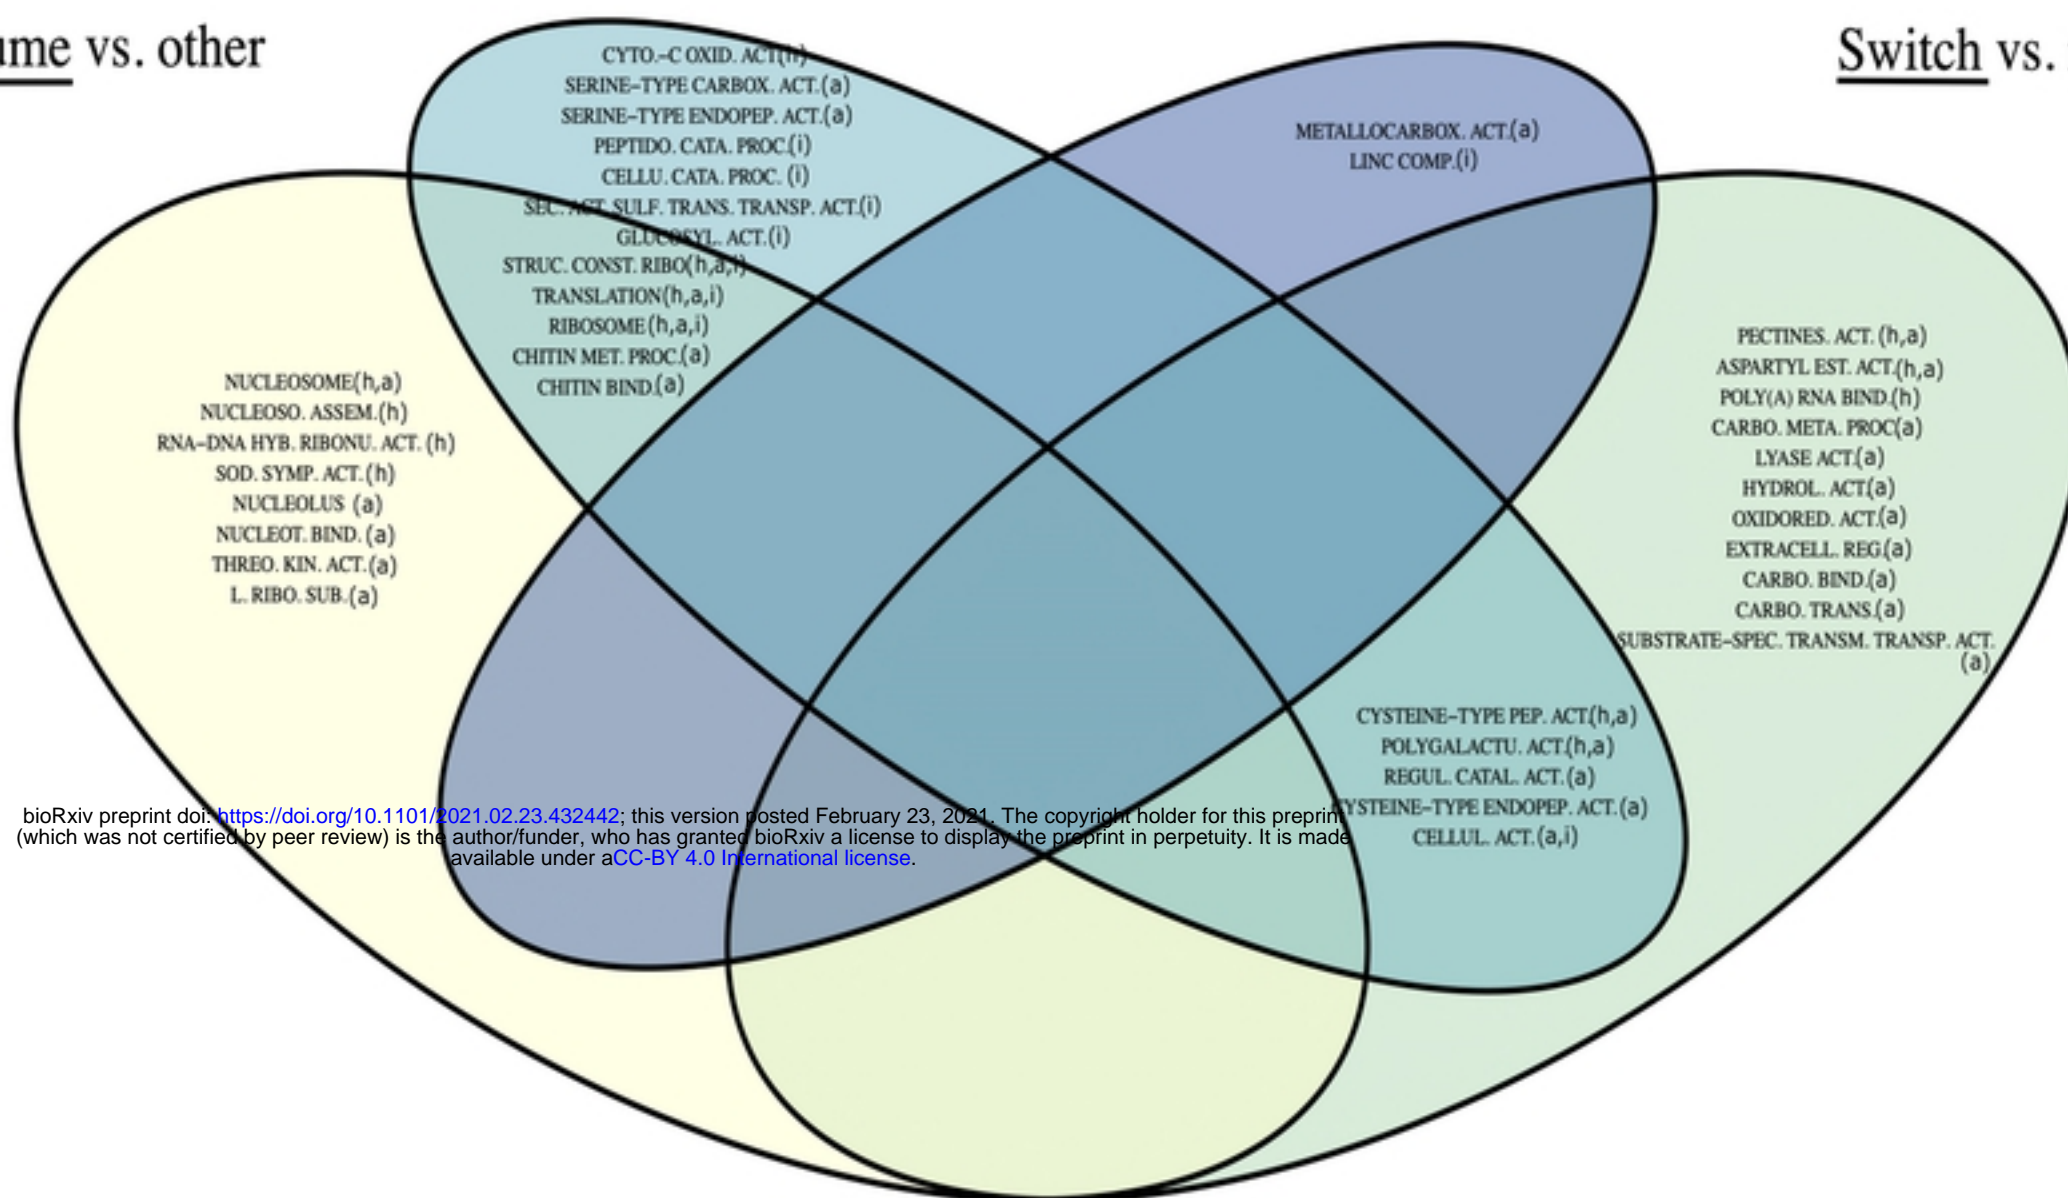 ume vs. other
Switch vs.
CYTO.-C OXID. ACT(h)
SERINE-TYPE CARBOX. ACT.(a)
SERINE-TYPE ENDOPEP. ACT.(a)
PEPTIDO. CATA. PROC.(i)
CELLU. CATA. PROC. (i)
SEC. ACT. SULF. TRANS. TRANSP. ACT.(i)
GLUCOSYL. ACT.(i)
STRUC. CONST. RIBO(h,a,i)
TRANSLATION(h,a,i)
RIBOSOME(h,a,i)
CHITIN MET. PROC.(a)
CHITIN BIND.(a)
METALLOCARBOX. ACT.(a)
LINC COMP.(i)
NUCLEOSOME(h,a)
NUCLEOSO. ASSEM.(h)
RNA-DNA HYB. RIBONU. ACT. (h)
SOD. SYMP. ACT.(h)
NUCLEOLUS (a)
NUCLEOT. BIND. (a)
THREO. KIN. ACT.(a)
L. RIBO. SUB.(a)
PECTINES. ACT. (h,a)
ASPARTYL EST. ACT.(h,a)
POLY(A) RNA BIND.(h)
CARBO. META. PROC(a)
LYASE ACT.(a)
HYDROL. ACT(a)
OXIDORED. ACT.(a)
EXTRACELL. REG.(a)
CARBO. BIND.(a)
CARBO. TRANS.(a)
SUBSTRATE-SPEC. TRANSM. TRANSP. ACT.
(a)
CYSTEINE-TYPE PEP. ACT.(h,a)
POLYGALACTU. ACT.(h,a)
REGUL. CATAL. ACT.(a)
CYSTEINE-TYPE ENDOPEP. ACT.(a)
CELLUL. ACT.(a,i)
bioRxiv preprint doi: https://doi.org/10.1101/2021.02.23.432442; this version posted February 23, 2021. The copyright holder for this preprint
(which was not certified by peer review) is the author/funder, who has granted bioRxiv a license to display the preprint in perpetuity. It is made
available under aCC-BY 4.0 International license.